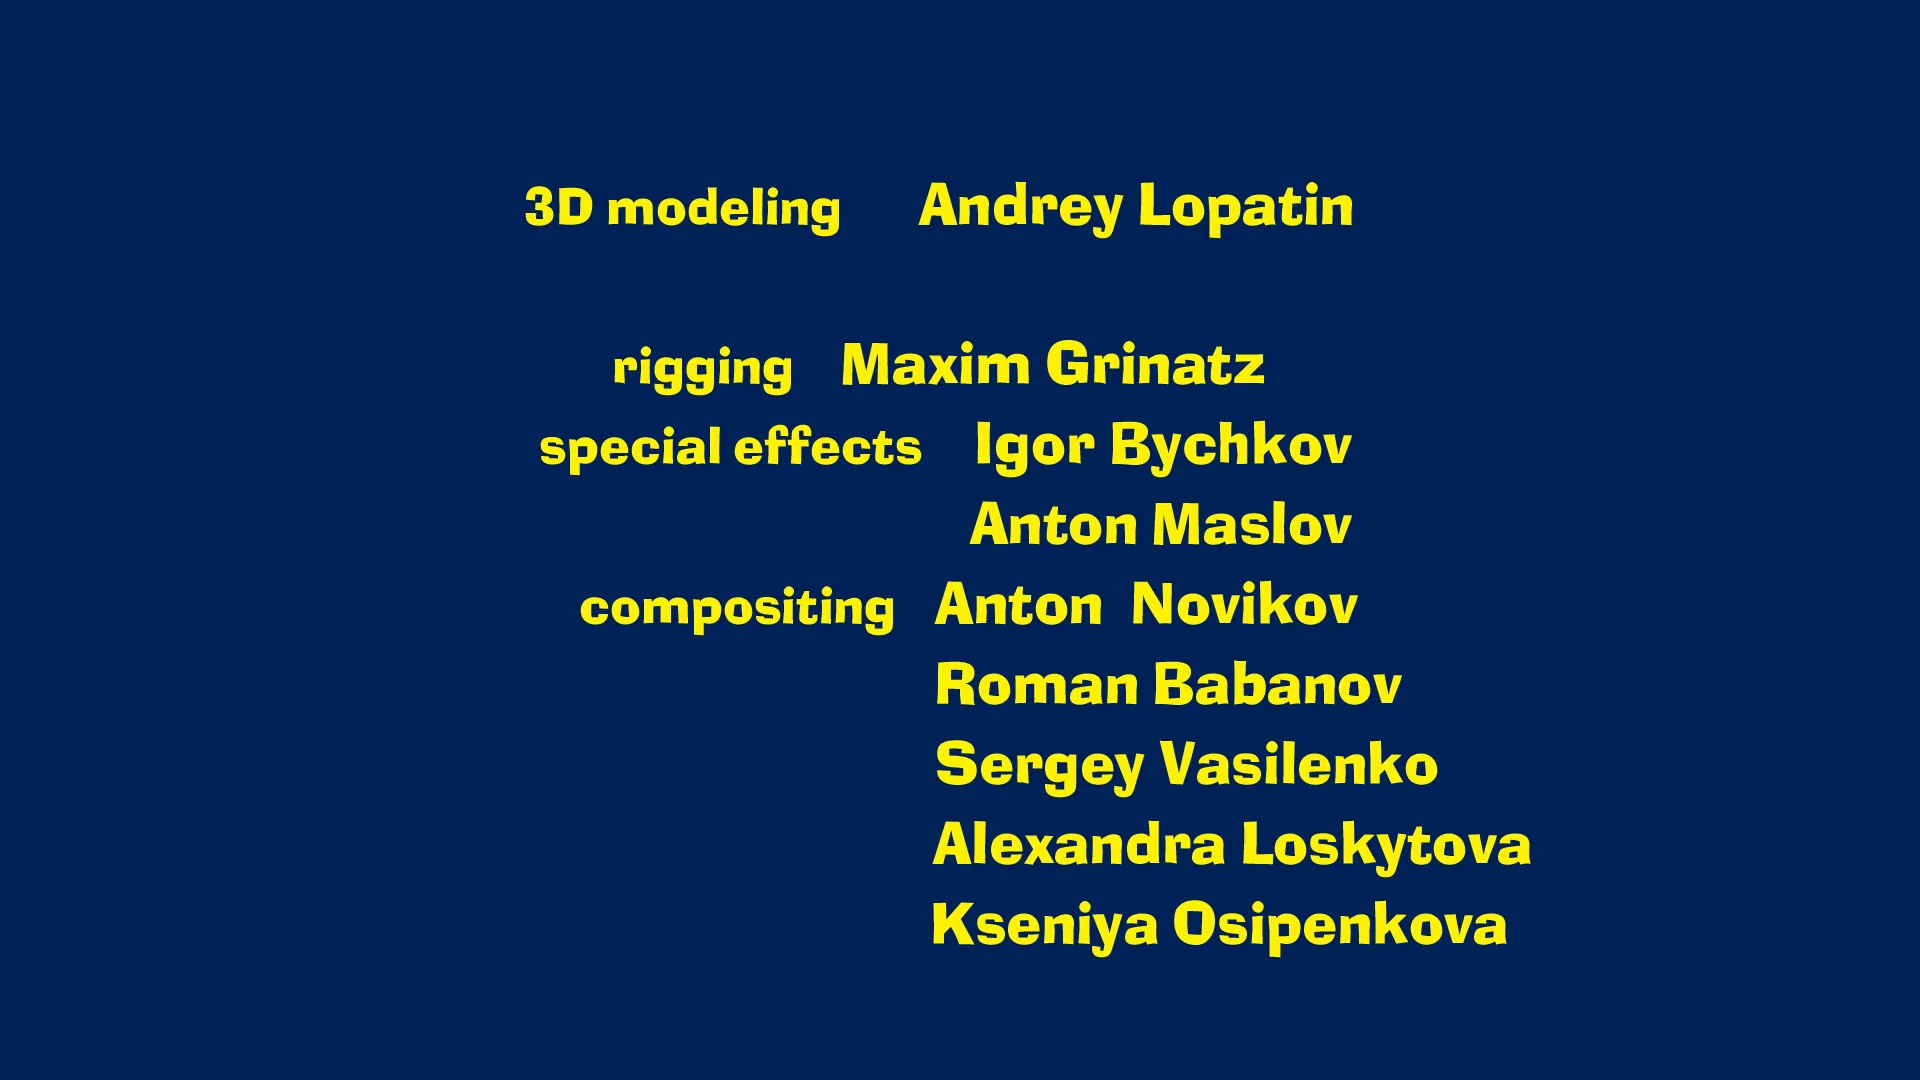 3D modeling Andrey Lopatin
rigging Maxim Grinatz
special effects Igor Bychkov
Anton Maslov
compositing Anton Novikov
Roman Babanov
Sergey Vasilenko
Alexandra Loskytova
Kseniya Osipenkova